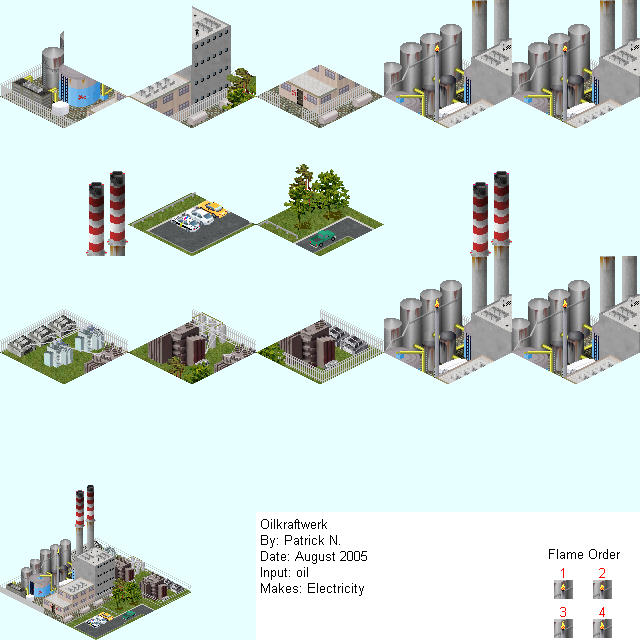 Oilkraftwerk
By: Patrick N.
Date: August 2005
Input: oil
Makes: Electricity
Flame Order
1 2
3 4